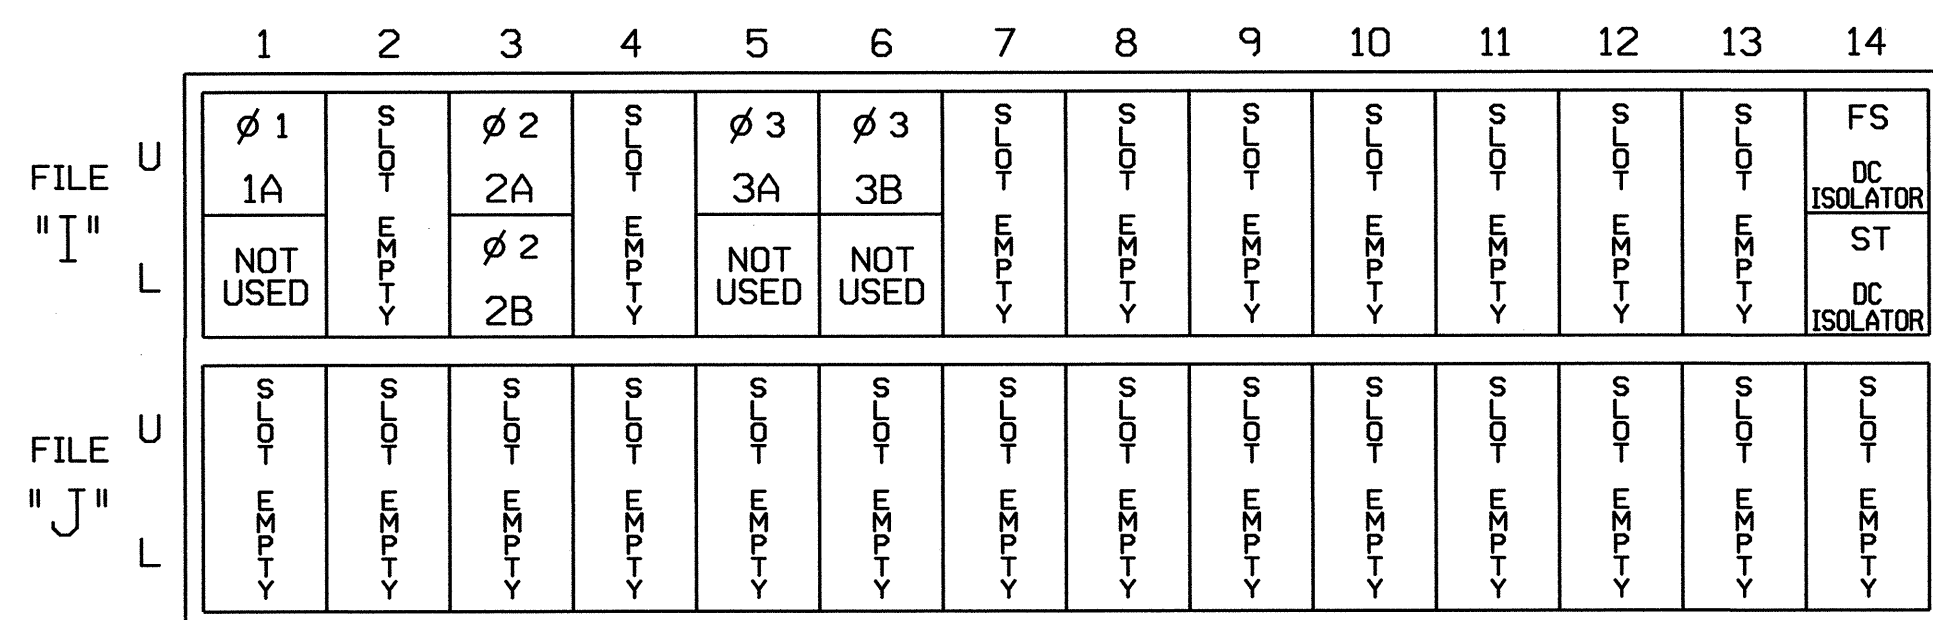 1 2 3 4 5 6 7 8 9 10 11 12 13 14
FILE "I"
U
L
Ø 1 1A
NOT USED
SLOT EMPTY
Ø 2 2A
Ø 2 2B
SLOT EMPTY
Ø 3 3A
NOT USED
Ø 3 3B
NOT USED
SLOT EMPTY
SLOT EMPTY
SLOT EMPTY
SLOT EMPTY
SLOT EMPTY
SLOT EMPTY
SLOT EMPTY
FS DC ISOLATOR
ST DC ISOLATOR
FILE "J"
U
L
SLOT EMPTY
SLOT EMPTY
SLOT EMPTY
SLOT EMPTY
SLOT EMPTY
SLOT EMPTY
SLOT EMPTY
SLOT EMPTY
SLOT EMPTY
SLOT EMPTY
SLOT EMPTY
SLOT EMPTY
SLOT EMPTY
SLOT EMPTY